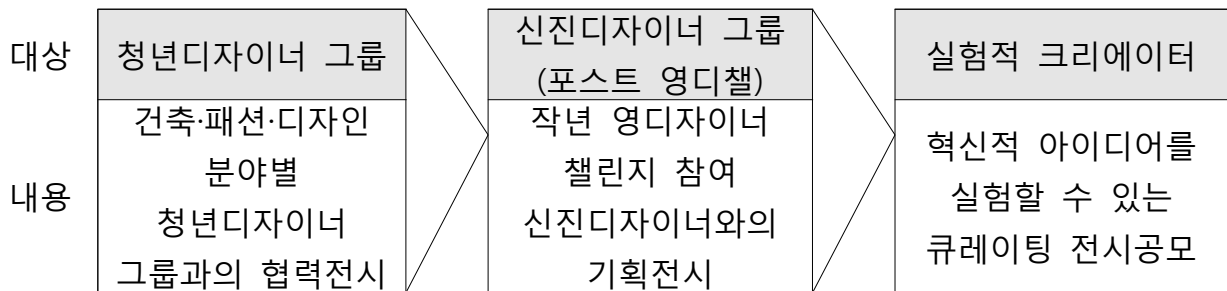 대상
청년디자이너 그룹
신진디자이너 그룹
(포스트 영디챌)
실험적 크리에이터
내용
건축·패션·디자인
분야별
청년디자이너
그룹과의 협력전시
작년 영디자이너
챌린지 참여
신진디자이너와의
기획전시
혁신적 아이디어를
실험할 수 있는
큐레이팅 전시공모